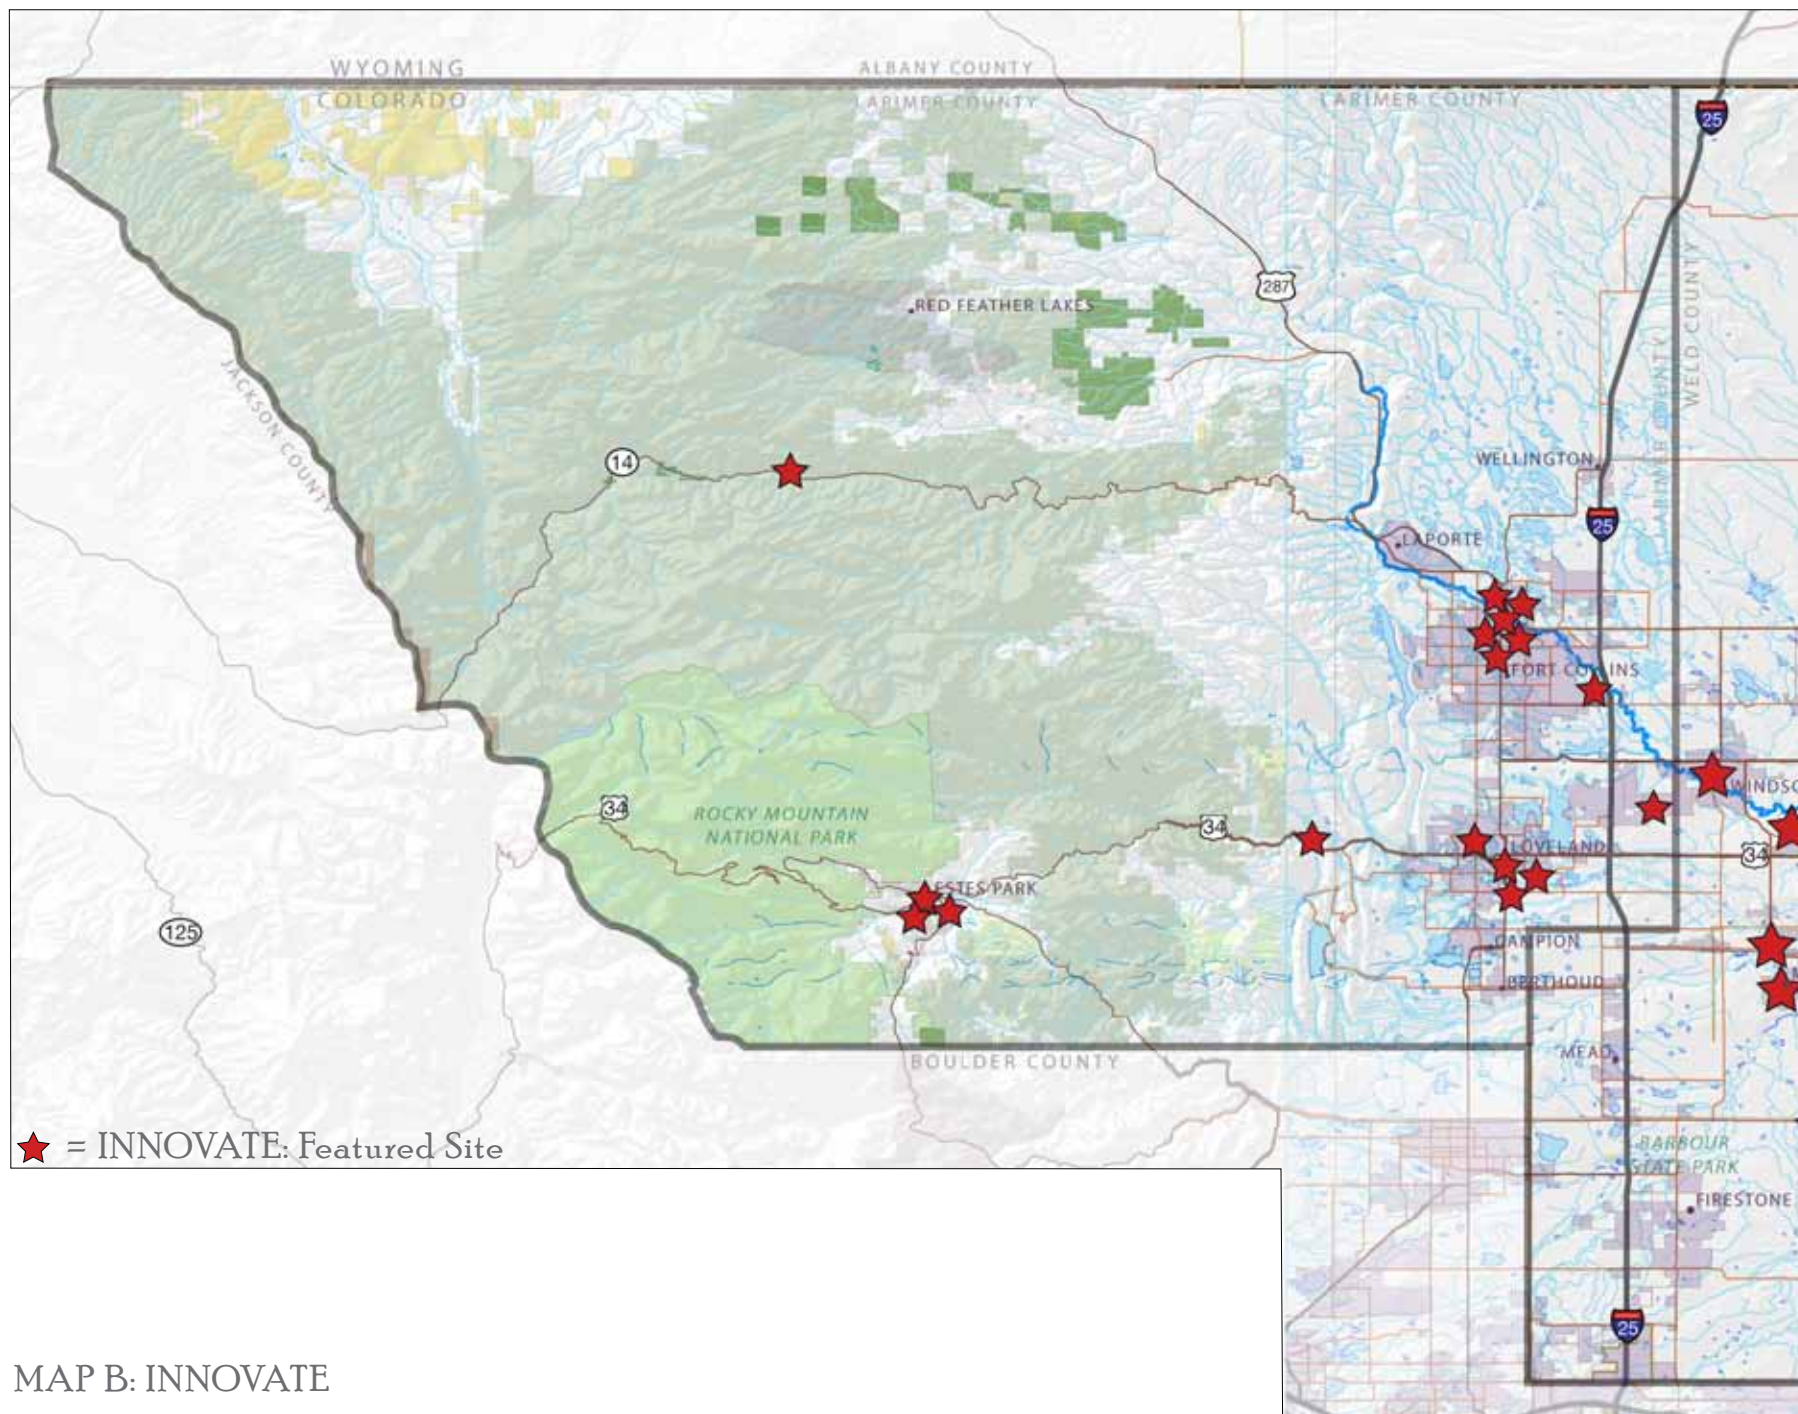 WYOMING
COLORADO
ALBANY COUNTY
LARIMER COUNTY
LARIMER COUNTY
25
287
RED FEATHER LAKES
WELD COUNTY
LARIMER COUNTY
JACKSON COUNTY
14
WELLINGTON
25
LAPORTE
FORT COLLINS
34
ROCKY MOUNTAIN
NATIONAL PARK
34
WINDSO
LOVELAND
34
ESTES PARK
125
CAMPION
BERTHOUD
MEAD
BOULDER COUNTY
= INNOVATE: Featured Site
BARBOUR
STATE PARK
FIRESTONE
25
MAP B: INNOVATE